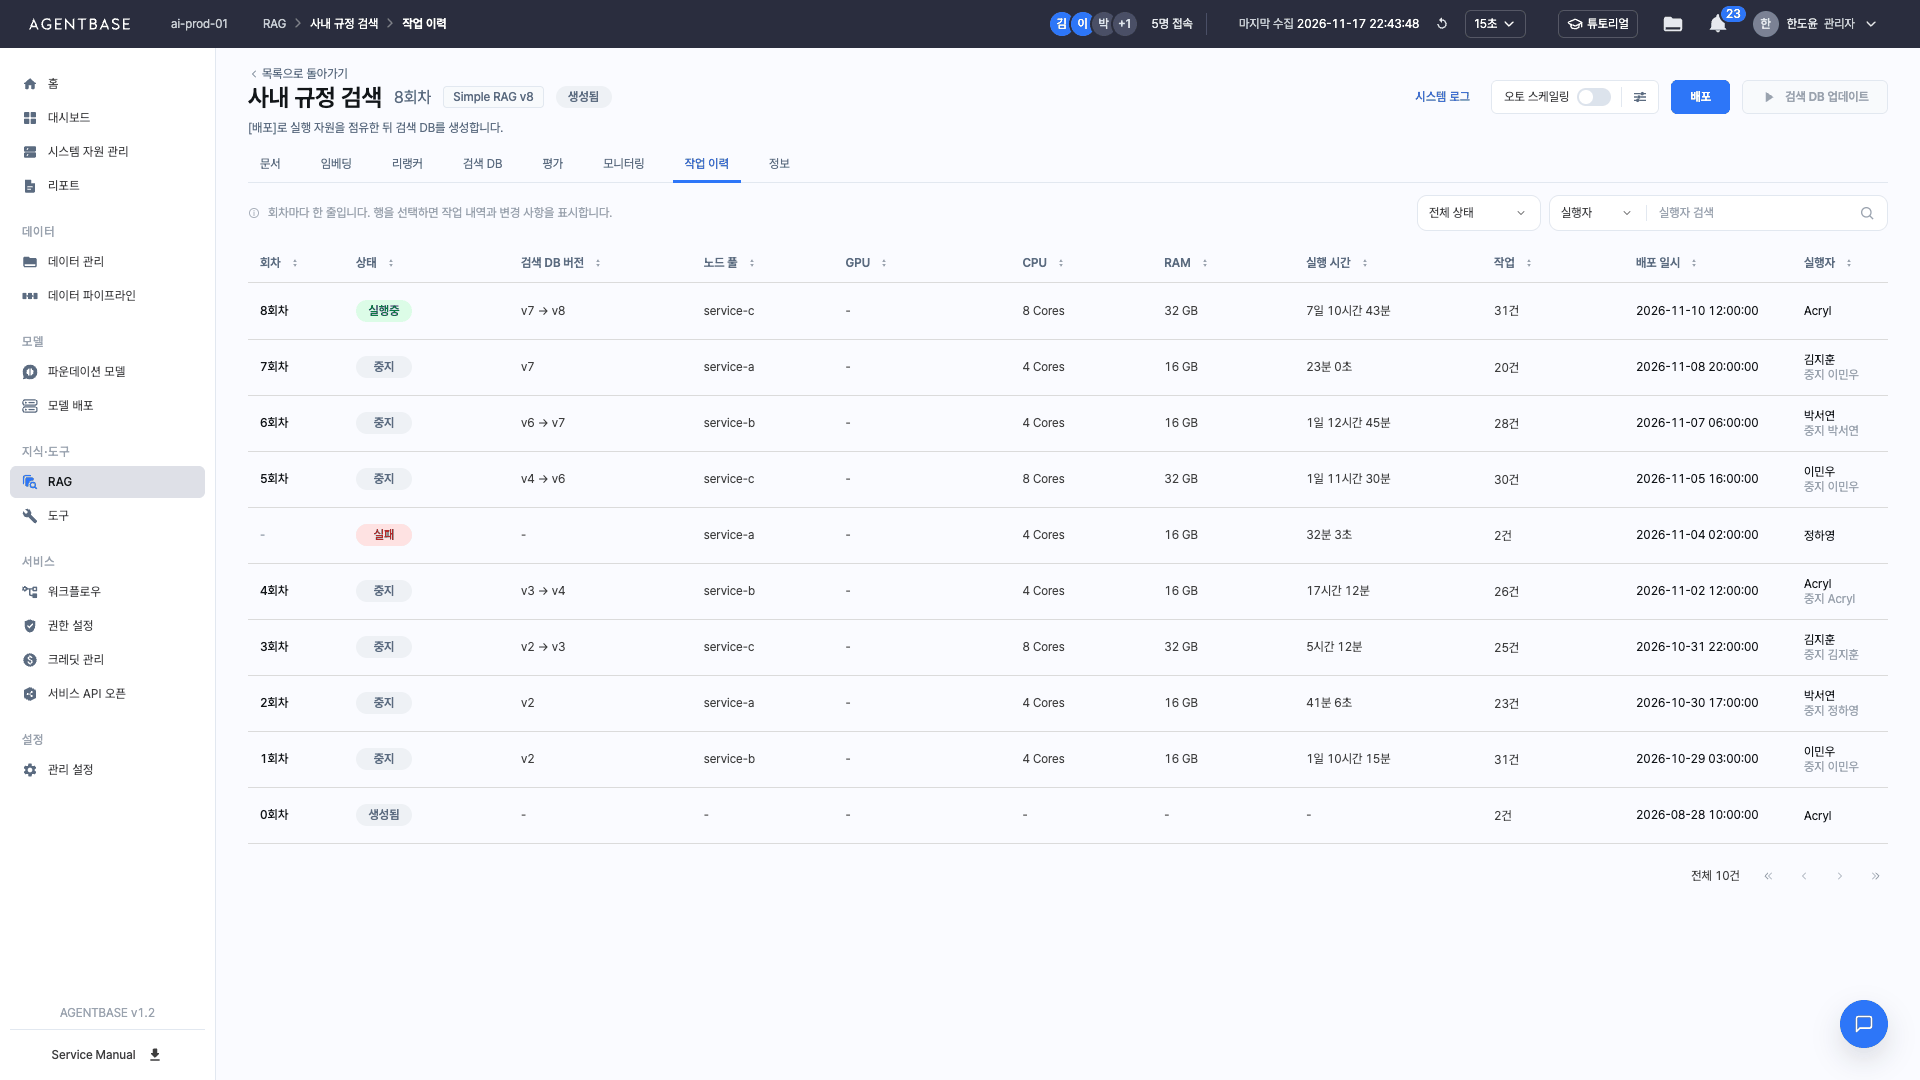 AGENTBASE
ai-prod-01
RAG > 사내 규정 검색 > 작업 이력
김 이 박 +1 5명 접속
마지막 수집 2026-11-17 22:43:48
15초
튜토리얼
23
한 한도윤 관리자
홈
대시보드
시스템 자원 관리
리포트
데이터
데이터 관리
데이터 파이프라인
모델
파운데이션 모델
모델 배포
지식·도구
RAG
도구
서비스
워크플로우
권한 설정
크레딧 관리
서비스 API 오픈
설정
관리 설정
AGENTBASE v1.2
Service Manual
목록으로 돌아가기
사내 규정 검색 8회차 Simple RAG v8 생성됨
[배포]로 실행 자원을 점유한 뒤 검색 DB를 생성합니다.
시스템 로그 오토 스케일링 배포 검색 DB 업데이트
문서 임베딩 리랭커 검색 DB 평가 모니터링 작업 이력 정보
회차마다 한 줄입니다. 행을 선택하면 작업 내역과 변경 사항을 표시합니다.
전체 상태 실행자 실행자 검색
회차 상태 검색 DB 버전 노드 풀 GPU CPU RAM 실행 시간 작업 배포 일시 실행자
8회차 실행중 v7 → v8 service-c - 8 Cores 32 GB 7일 10시간 43분 31건 2026-11-10 12:00:00 Acryl
7회차 중지 v7 service-a - 4 Cores 16 GB 23분 0초 20건 2026-11-08 20:00:00 김지훈
중지 이민우
6회차 중지 v6 → v7 service-b - 4 Cores 16 GB 1일 12시간 45분 28건 2026-11-07 06:00:00 박서연
중지 박서연
5회차 중지 v4 → v6 service-c - 8 Cores 32 GB 1일 11시간 30분 30건 2026-11-05 16:00:00 이민우
중지 이민우
- 실패 - service-a - 4 Cores 16 GB 32분 3초 2건 2026-11-04 02:00:00 정하영
4회차 중지 v3 → v4 service-b - 4 Cores 16 GB 17시간 12분 26건 2026-11-02 12:00:00 Acryl
중지 Acryl
3회차 중지 v2 → v3 service-c - 8 Cores 32 GB 5시간 12분 25건 2026-10-31 22:00:00 김지훈
중지 김지훈
2회차 중지 v2 service-a - 4 Cores 16 GB 41분 6초 23건 2026-10-30 17:00:00 박서연
중지 정하영
1회차 중지 v2 service-b - 4 Cores 16 GB 1일 10시간 15분 31건 2026-10-29 03:00:00 이민우
중지 이민우
0회차 생성됨 - - - - - - 2건 2026-08-28 10:00:00 Acryl
전체 10건